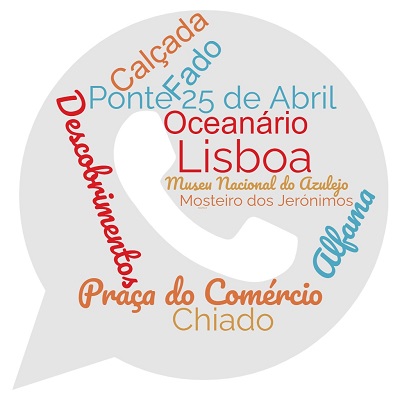 Calçada
Fado
Ponte 25 de Abril
Descobrimentos
Oceanário
Lisboa
Museu Nacional do Azulejo
Mosteiro dos Jerónimos
Alfama
Praça do Comércio
Chiado